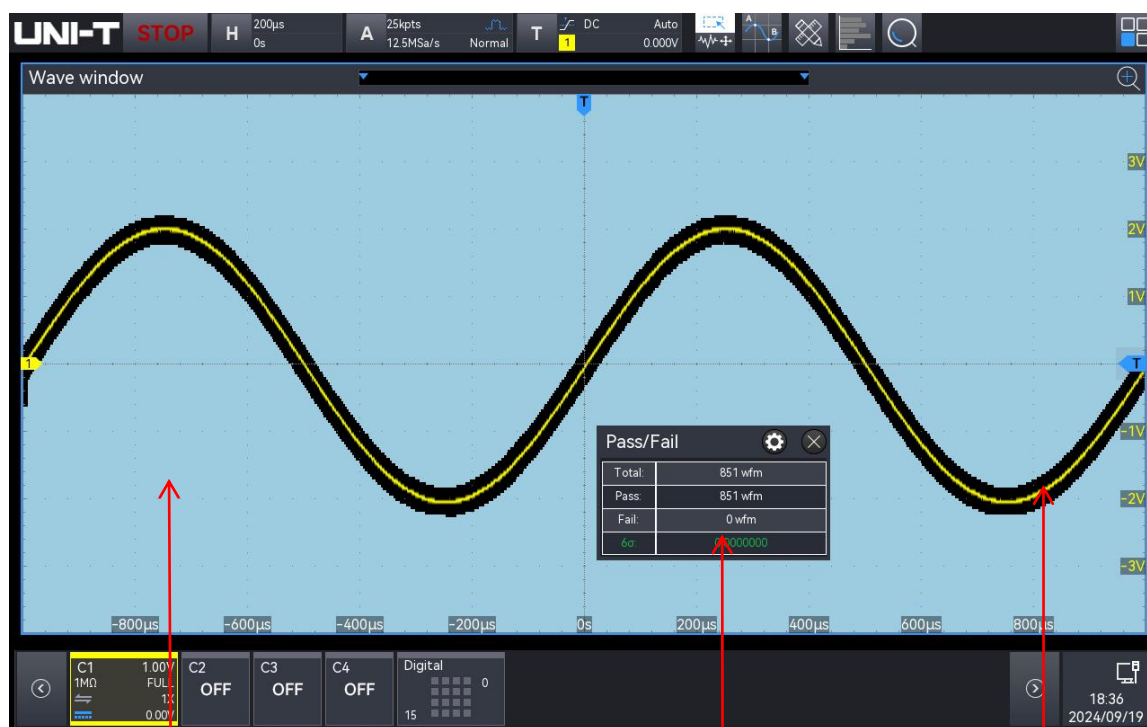 UNI-T STOP H 200µs 0s A 25kpts 12.5MSa/s Normal T DC 1 Auto 0.000V A B
Wave window
T
3V
2V
1V
1
T
-1V
-2V
-3V
Pass/Fail
Total: 851 wfm
Pass: 851 wfm
Fail: 0 wfm
6σ: 0.0000000
-800µs -600µs -400µs -200µs 0s 200µs 400µs 600µs 800µs
C1 1.00V
1MΩ FULL
1X
0.00V
C2 OFF
C3 OFF
C4 OFF
Digital
0
15
18:36
2024/09/19